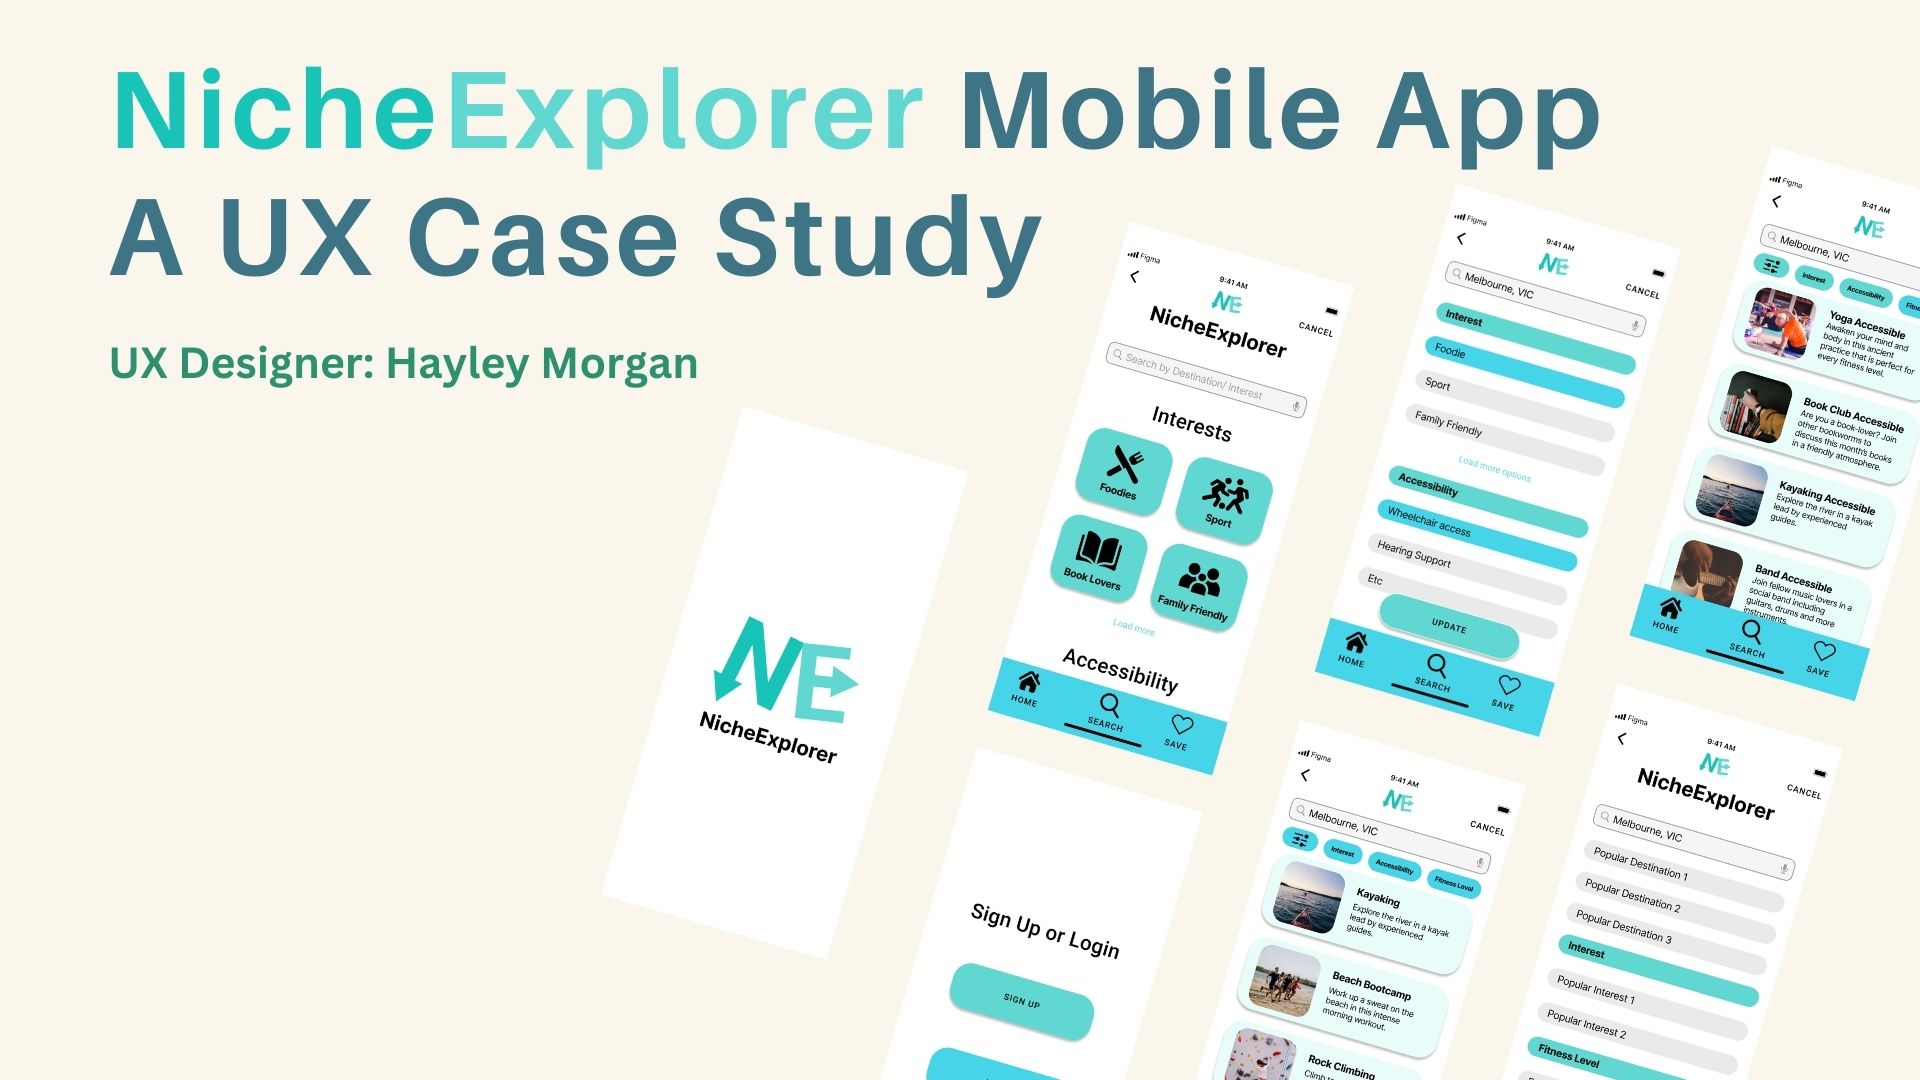 NicheExplorer Mobile App
A UX Case Study
UX Designer: Hayley Morgan
NE
NicheExplorer
Sign Up or Login
SIGN UP
Figma
9:41 AM
NE
CANCEL
NicheExplorer
Search by Destination/ Interest
Interests
Foodies
Sport
Book Lovers
Family Friendly
Load more
Accessibility
HOME
SEARCH
SAVE
Figma
9:41 AM
NE
CANCEL
Melbourne, VIC
Interest
Foodie
Sport
Family Friendly
Load more options
Accessibility
Wheelchair access
Hearing Support
Etc
UPDATE
HOME
SEARCH
SAVE
Figma
9:41 AM
NE
Melbourne, VIC
Interest
Accessibility
Yoga Accessible
Awaken your mind and
body in this ancient
practice that is perfect for
every fitness level.
Book Club Accessible
Are you a book-lover? Join
other bookworms to
discuss this month's books
in a friendly atmosphere.
Kayaking Accessible
Explore the river in a kayak
lead by experienced
guides.
Band Accessible
Join fellow music lovers in a
social band including
guitars, drums and more
instruments.
HOME
SEARCH
SAVE
Figma
9:41 AM
NE
CANCEL
Melbourne, VIC
Interest
Accessibility
Fitness Level
Kayaking
Explore the river in a kayak
lead by experienced
guides.
Beach Bootcamp
Work up a sweat on the
beach in this intense
morning workout.
Rock Climbing
Figma
9:41 AM
NE
CANCEL
NicheExplorer
Melbourne, VIC
Popular Destination 1
Popular Destination 2
Popular Destination 3
Interest
Popular Interest 1
Popular Interest 2
Fitness Level